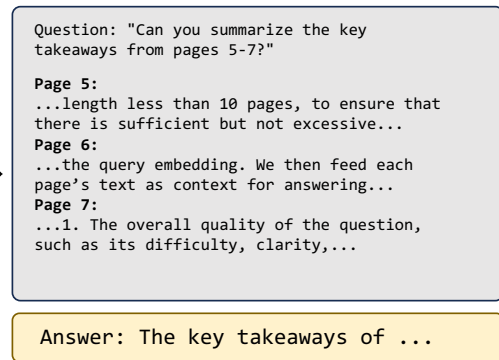 Question: "Can you summarize the key
takeaways from pages 5-7?"
Page 5:
...length less than 10 pages, to ensure that
there is sufficient but not excessive...
Page 6:
...the query embedding. We then feed each
page's text as context for answering...
Page 7:
...1. The overall quality of the question,
such as its difficulty, clarity,...
Answer: The key takeaways of ...